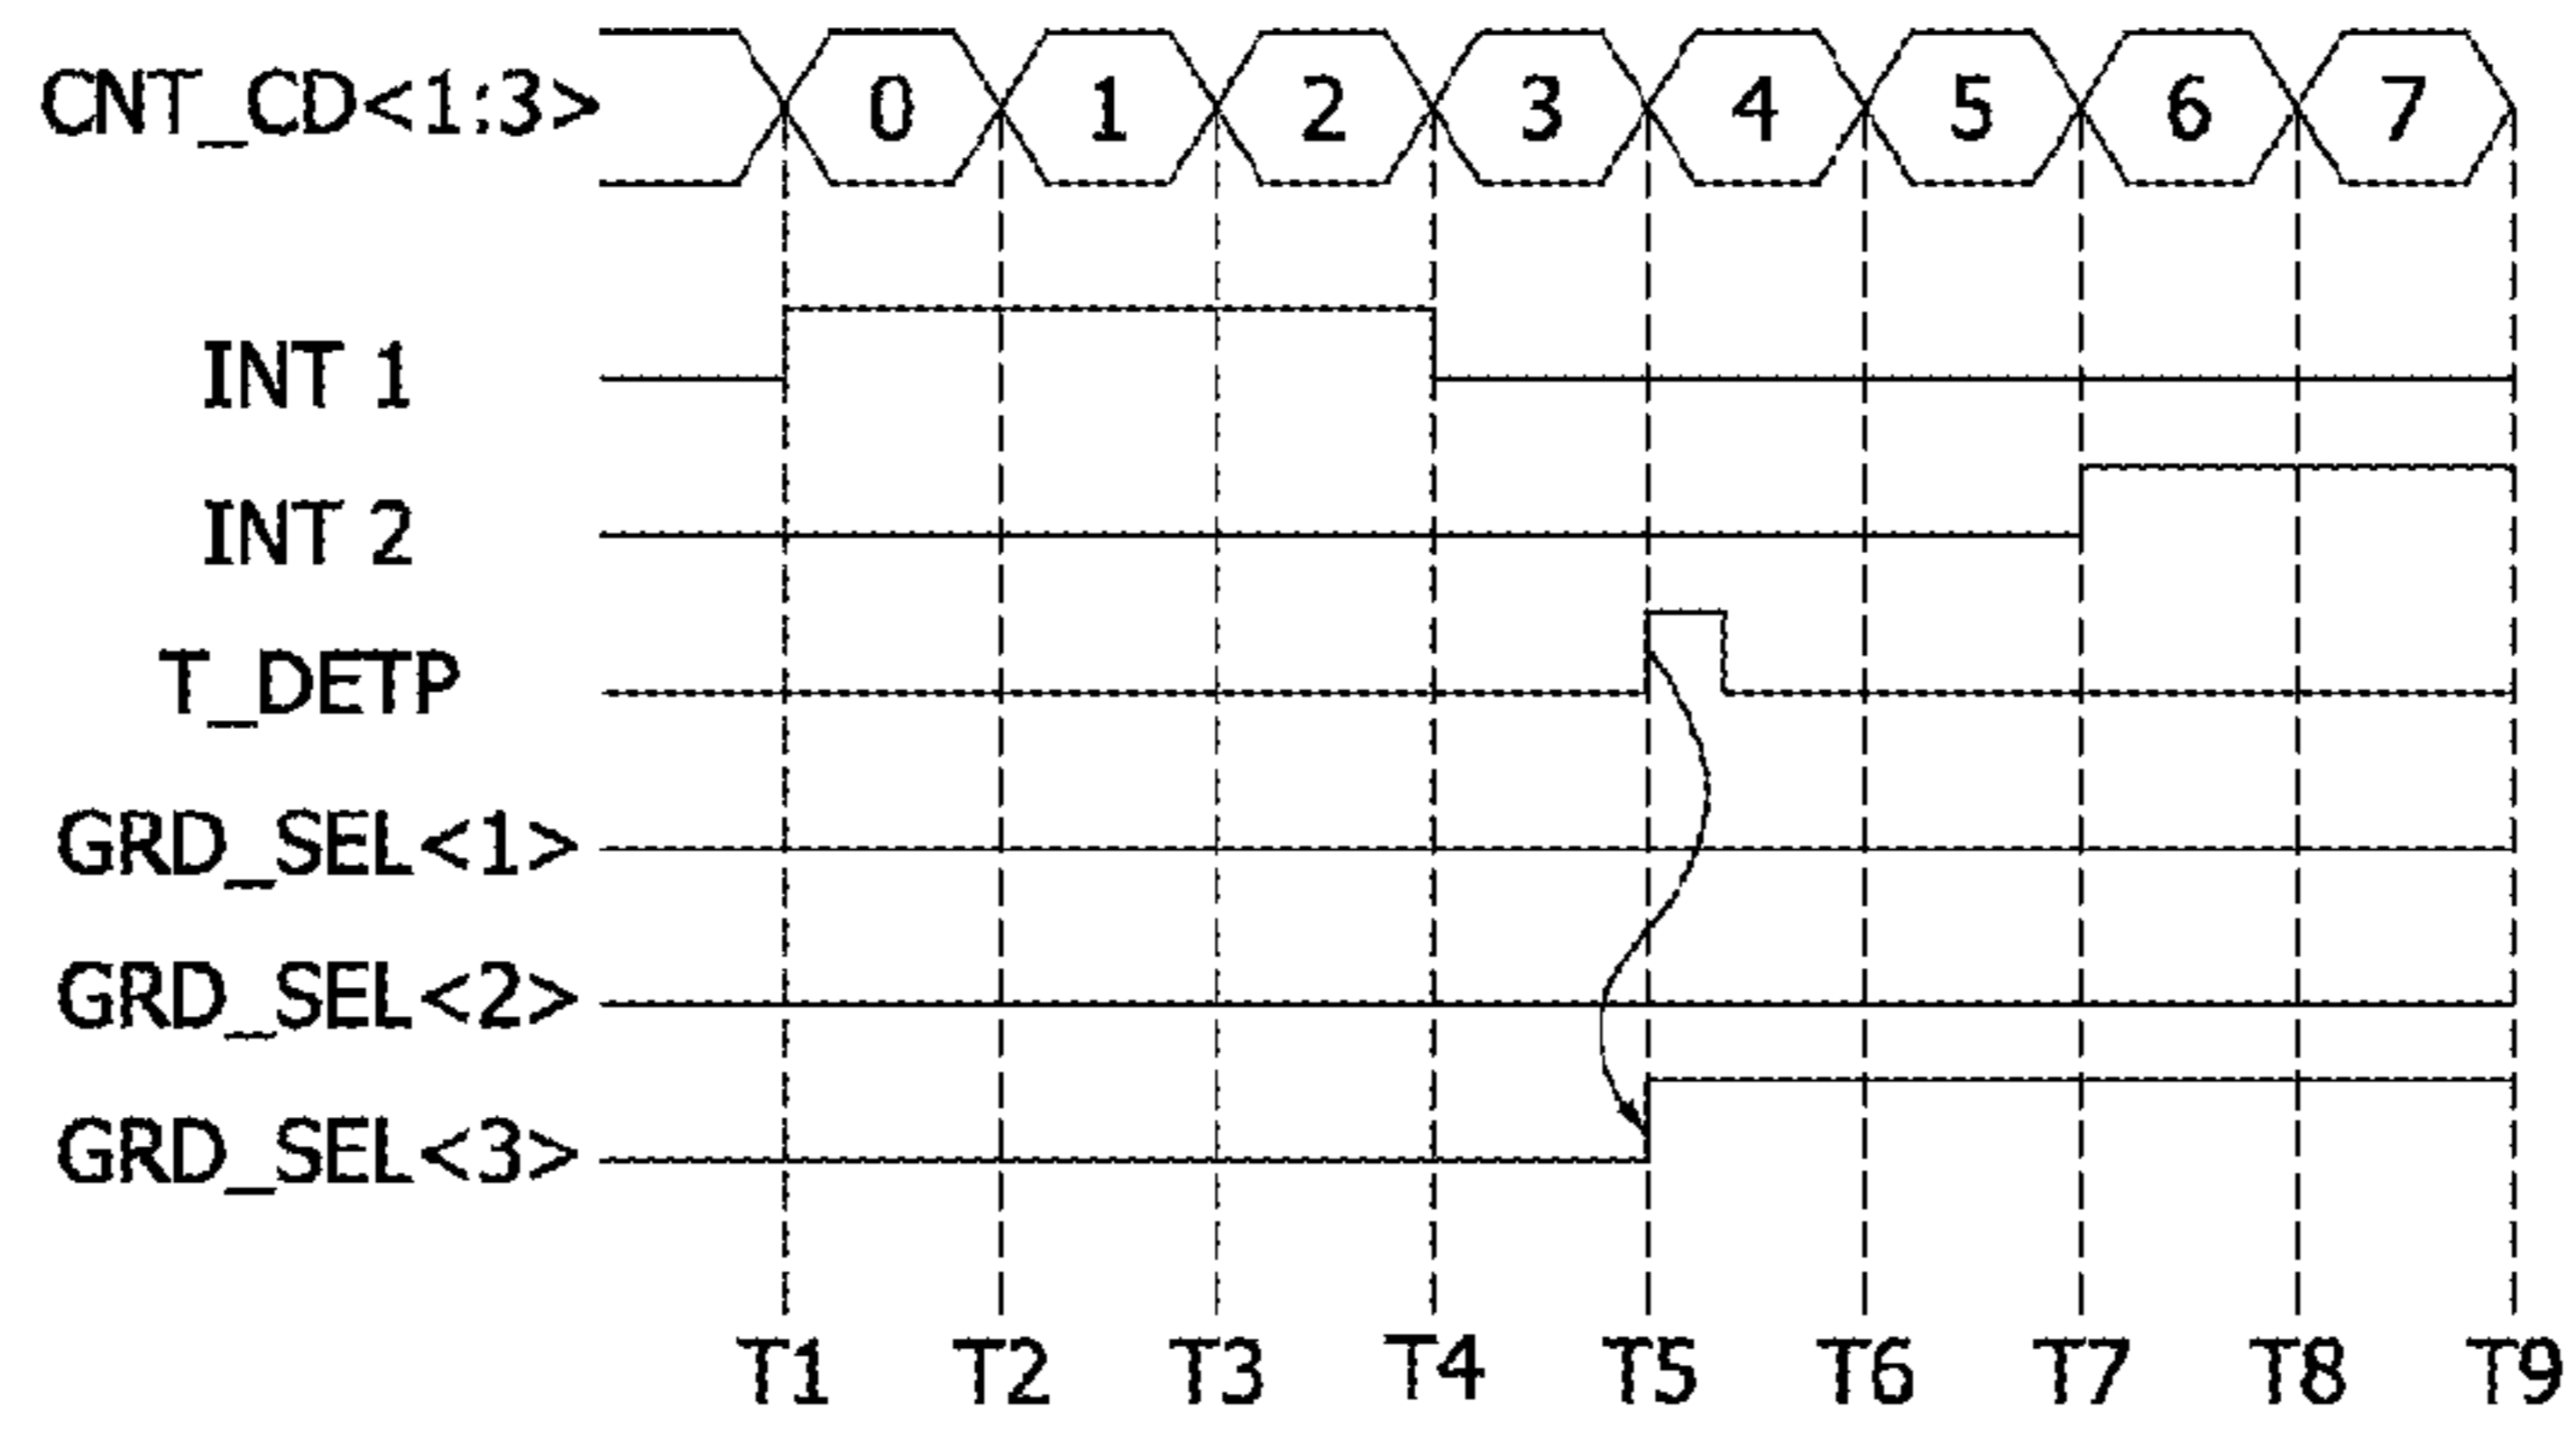 CNT_CD<1:3> 0 1 2 3 4 5 6 7
INT 1
INT 2
T_DETP
GRD_SEL<1>
GRD_SEL<2>
GRD_SEL<3>
T1 T2 T3 T4 T5 T6 T7 T8 T9